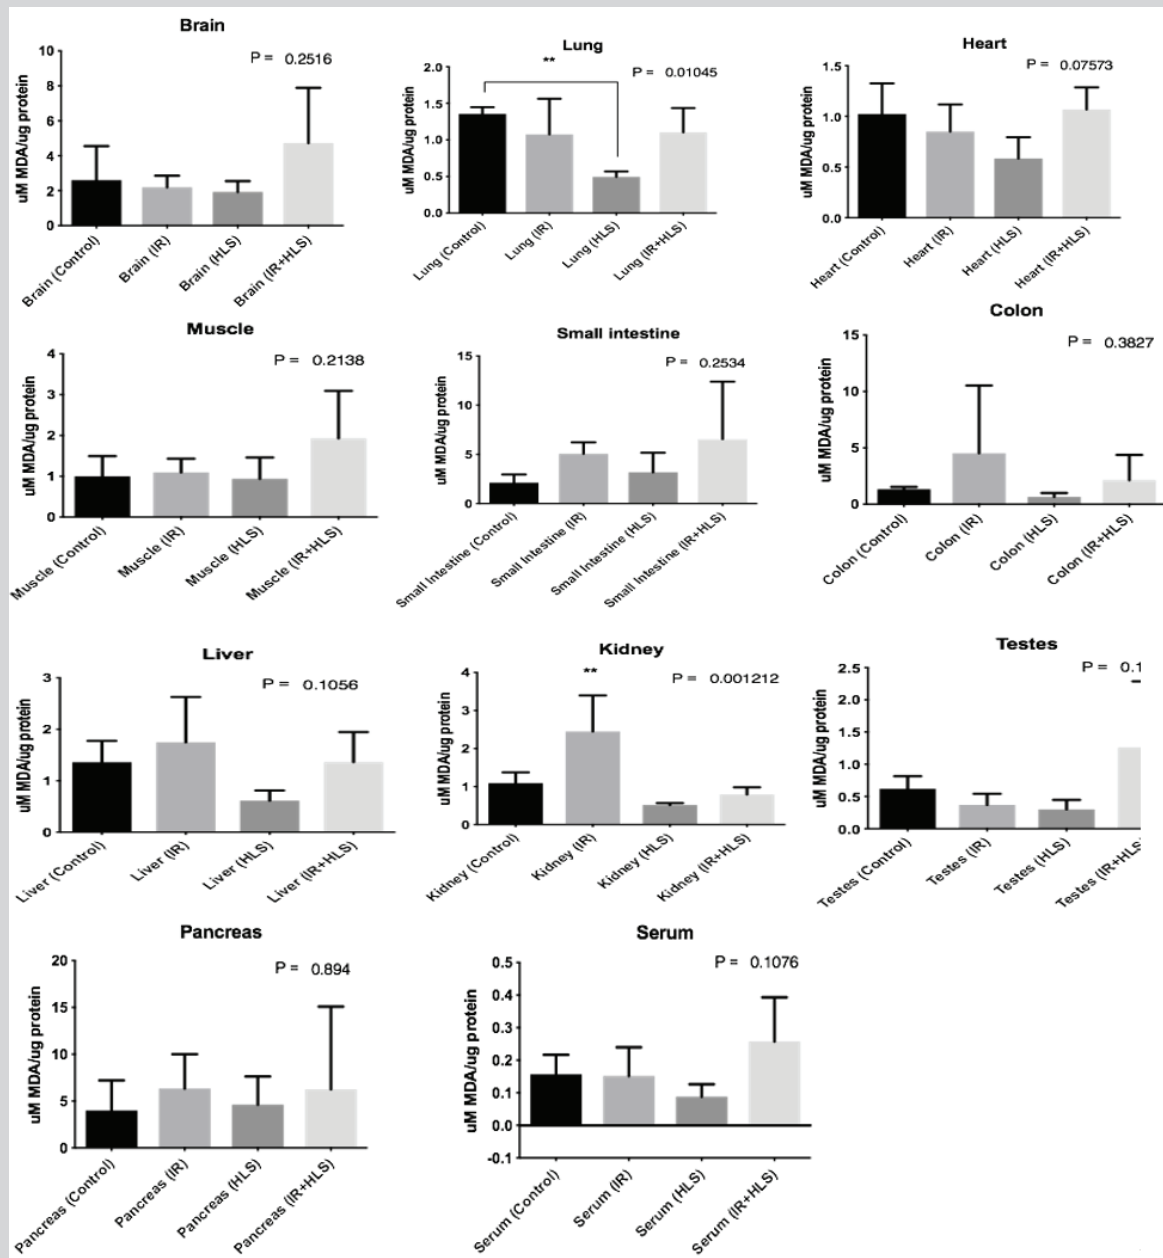 Brain
P = 0.2516
uM MDA/ug protein
10
8
6
4
2
0
Brain (Control)
Brain (IR)
Brain (HLS)
Brain (IR+HLS)
Lung
**
P = 0.01045
uM MDA/ug protein
2.0
1.5
1.0
0.5
0.0
Lung (Control)
Lung (IR)
Lung (HLS)
Lung (IR+HLS)
Heart
P = 0.07573
uM MDA/ug protein
1.5
1.0
0.5
0.0
Heart (Control)
Heart (IR)
Heart (HLS)
Heart (IR+HLS)
Muscle
P = 0.2138
uM MDA/ug protein
4
3
2
1
0
Muscle (Control)
Muscle (IR)
Muscle (HLS)
Muscle (IR+HLS)
Small intestine
P = 0.2534
uM MDA/ug protein
15
10
5
0
Small Intestine (Control)
Small Intestine (IR)
Small Intestine (HLS)
Small Intestine (IR+HLS)
Colon
P = 0.3827
uM MDA/ug protein
15
10
5
0
Colon (Control)
Colon (IR)
Colon (HLS)
Colon (IR+HLS)
Liver
P = 0.1056
uM MDA/ug protein
3
2
1
0
Liver (Control)
Liver (IR)
Liver (HLS)
Liver (IR+HLS)
Kidney
**
P = 0.001212
uM MDA/ug protein
4
3
2
1
0
Kidney (Control)
Kidney (IR)
Kidney (HLS)
Kidney (IR+HLS)
Testes
P = 0.1
uM MDA/ug protein
2.5
2.0
1.5
1.0
0.5
0.0
Testes (Control)
Testes (IR)
Testes (HLS)
Testes (IR+HLS
Pancreas
P = 0.894
uM MDA/ug protein
20
15
10
5
0
Pancreas (Control)
Pancreas (IR)
Pancreas (HLS)
Pancreas (IR+HLS)
Serum
P = 0.1076
uM MDA/ug protein
0.5
0.4
0.3
0.2
0.1
0.0
-0.1
Serum (Control)
Serum (IR)
Serum (HLS)
Serum (IR+HLS)